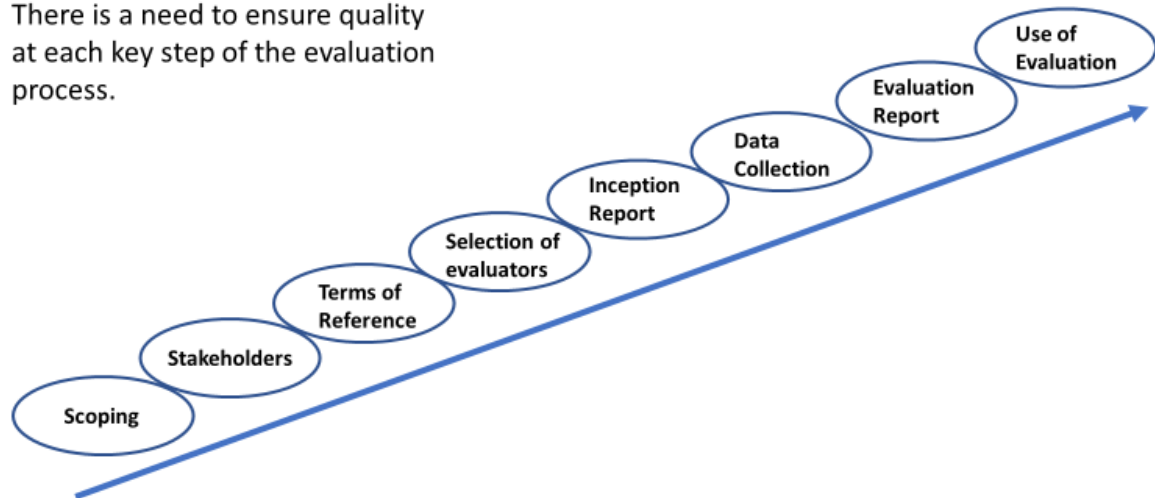 There is a need to ensure quality
at each key step of the evaluation
process.
Scoping
Stakeholders
Terms of
Reference
Selection of
evaluators
Inception
Report
Data
Collection
Evaluation
Report
Use of
Evaluation